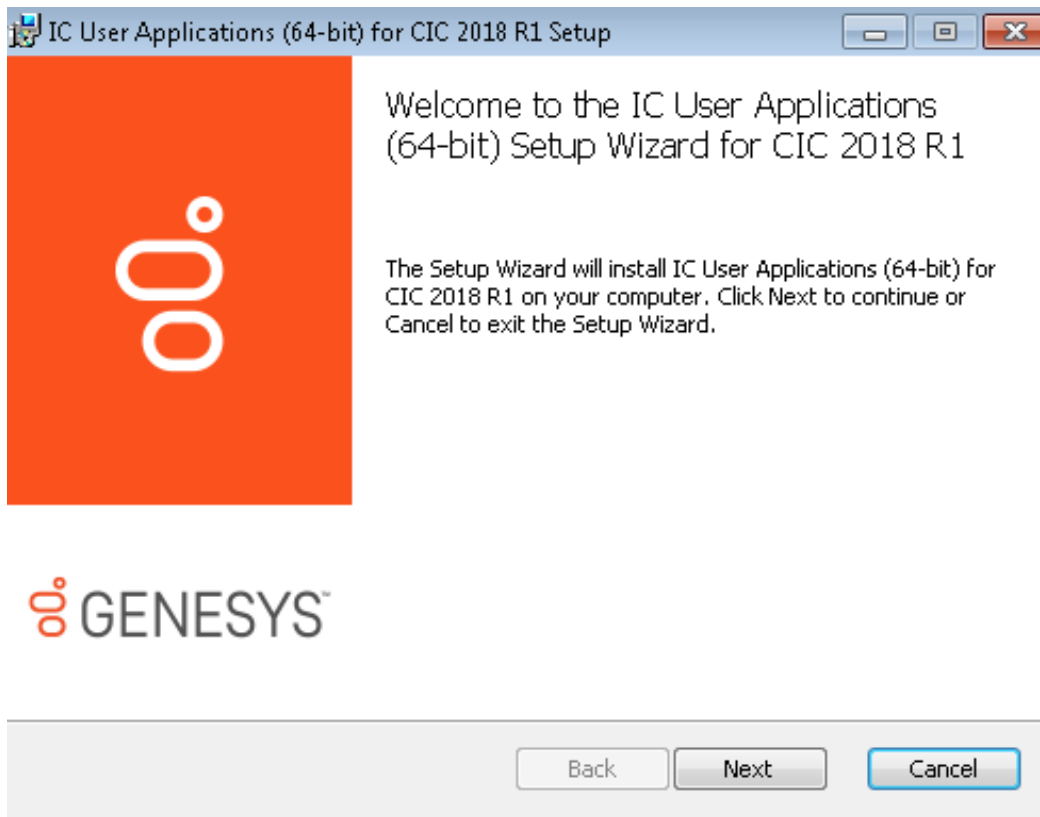 IC User Applications (64-bit) for CIC 2018 R1 Setup
Welcome to the IC User Applications
(64-bit) Setup Wizard for CIC 2018 R1
The Setup Wizard will install IC User Applications (64-bit) for
CIC 2018 R1 on your computer. Click Next to continue or
Cancel to exit the Setup Wizard.
GENESYS™
Back Next Cancel